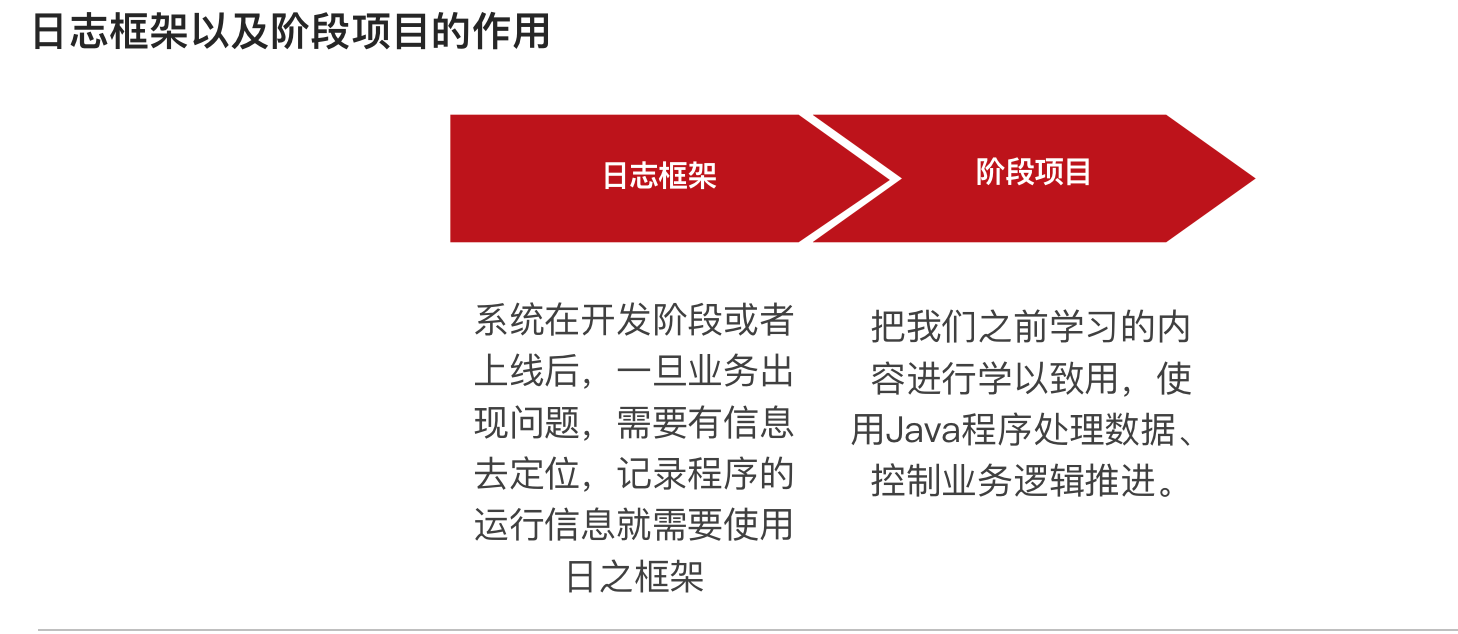 日志框架以及阶段项目的作用
日志框架
阶段项目
系统在开发阶段或者
上线后，一旦业务出
现问题，需要有信息
去定位，记录程序的
运行信息就需要使用
日之框架
把我们之前学习的内
容进行学以致用，使
用Java程序处理数据、
控制业务逻辑推进。